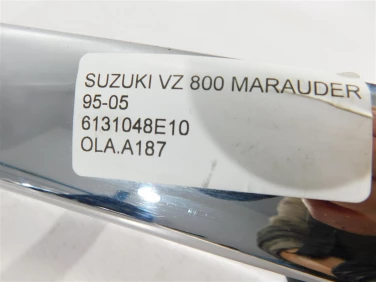 SUZUKI VZ 800 MARAUDER
95-05
6131048E10
OLA.A187